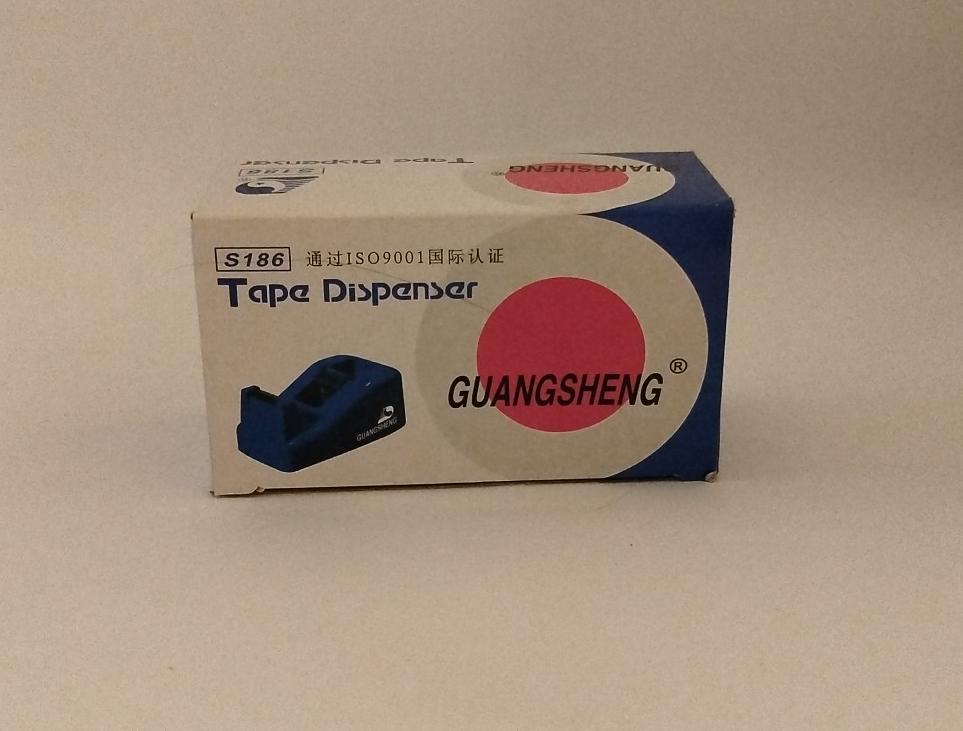 Tape Dispenser
S186
GUANGSHENG
®
S186 通过ISO9001国际认证
Tape Dispenser
GUANGSHENG ®
GUANGSHENG